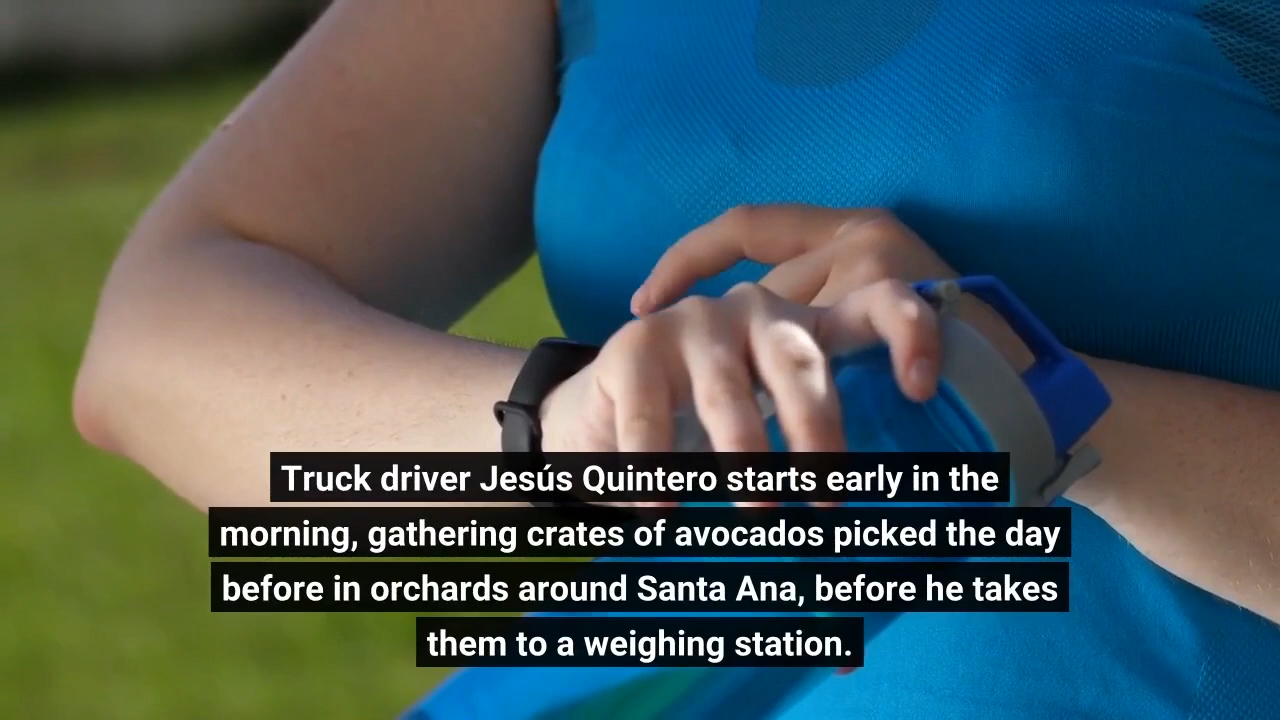 Truck driver Jesús Quintero starts early in the
morning, gathering crates of avocados picked the day
before in orchards around Santa Ana, before he takes
them to a weighing station.